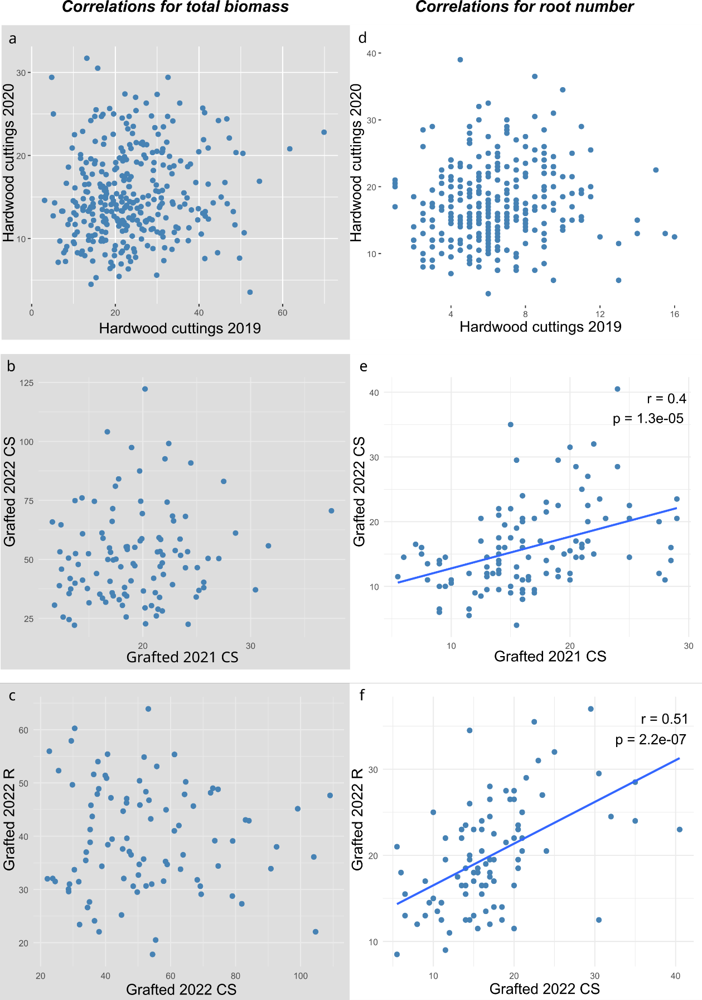 Correlations for total biomass
Correlations for root number
a
30
20
10
Hardwood cuttings 2020
0 20 40 60
Hardwood cuttings 2019
d
40
30
20
10
Hardwood cuttings 2020
4 8 12 16
Hardwood cuttings 2019
b
125
100
75
50
25
Grafted 2022 CS
20 30
Grafted 2021 CS
e
r = 0.4
p = 1.3e-05
40
30
20
10
Grafted 2022 CS
10 20 30
Grafted 2021 CS
c
60
50
40
30
20
Grafted 2022 R
20 40 60 80 100
Grafted 2022 CS
f
r = 0.51
p = 2.2e-07
30
20
10
Grafted 2022 R
10 20 30 40
Grafted 2022 CS